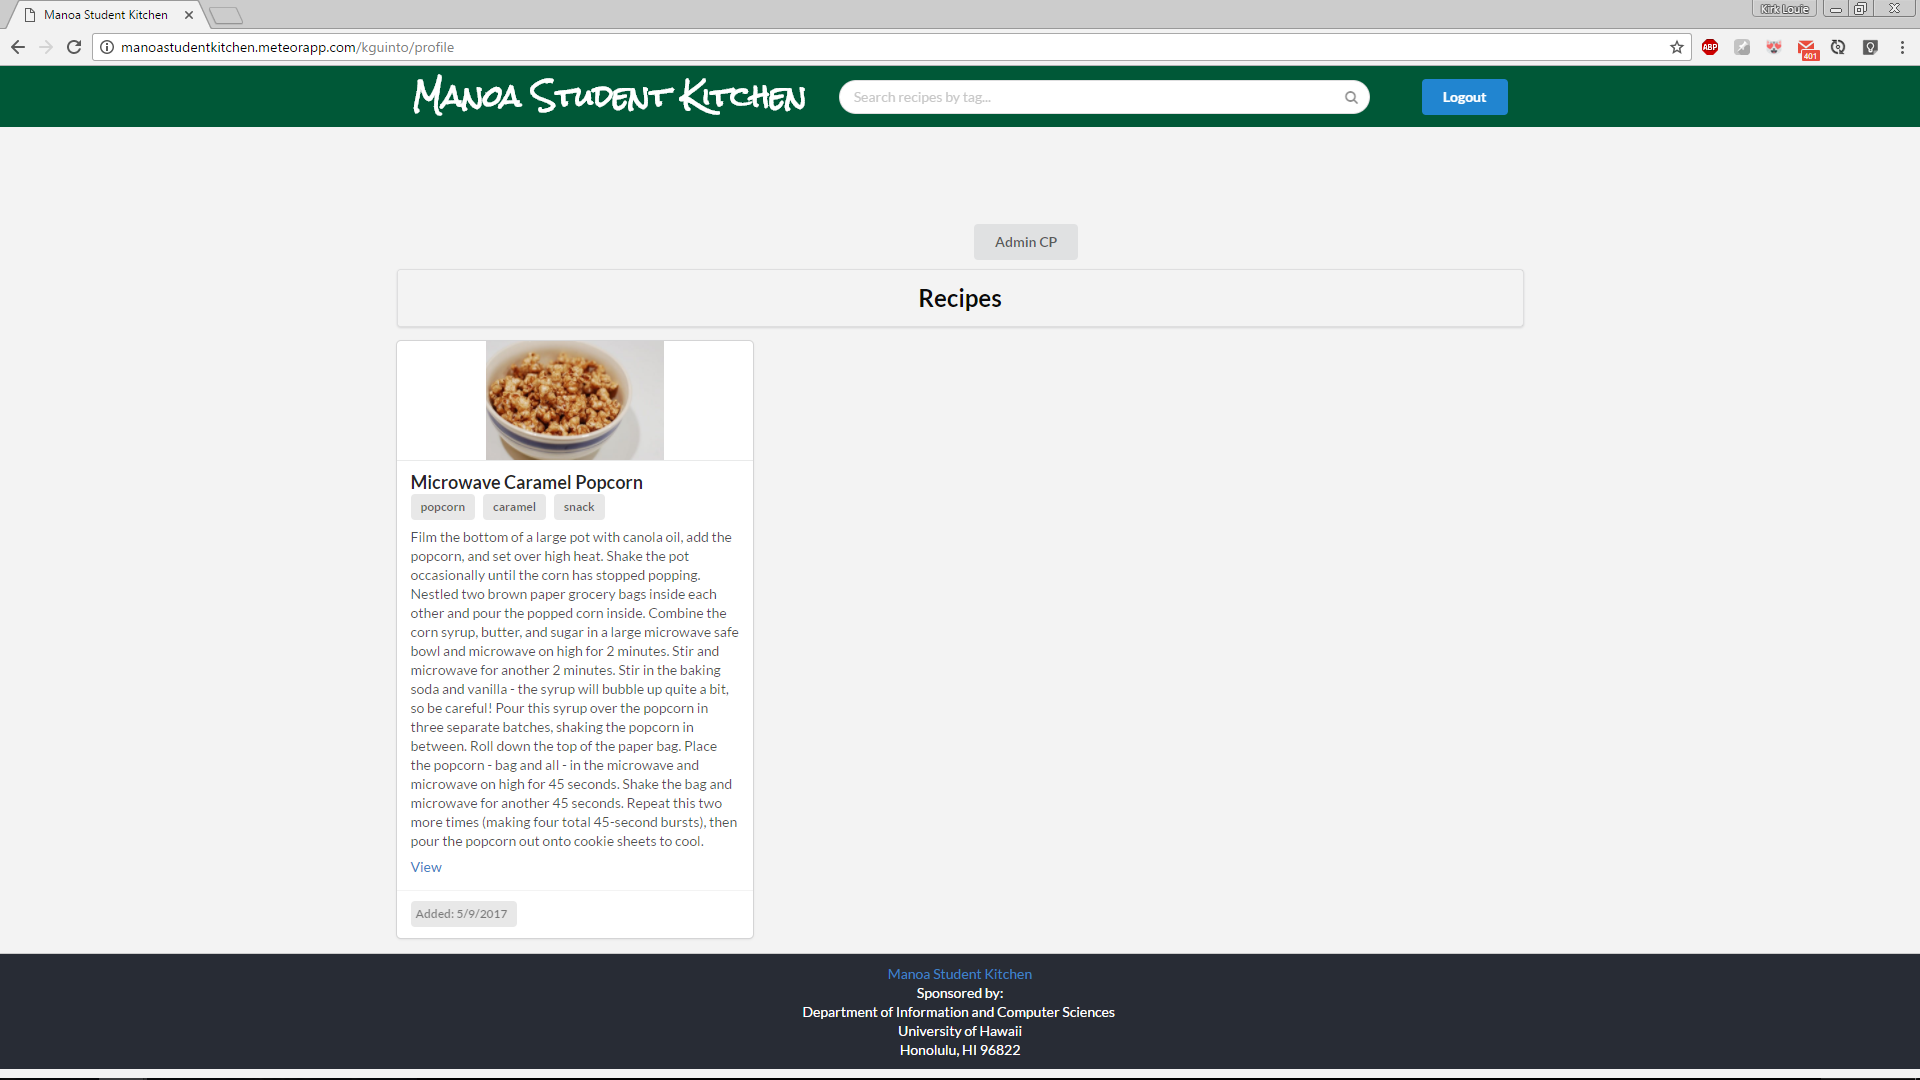 Manoa Student Kitchen
Kirk Louie
manoastudentkitchen.meteorapp.com/kguinto/profile
ABP
401
Manoa Student Kitchen
Search recipes by tag...
Logout
Admin CP
Recipes
Microwave Caramel Popcorn
popcorn caramel snack
Film the bottom of a large pot with canola oil, add the
popcorn, and set over high heat. Shake the pot
occasionally until the corn has stopped popping.
Nestled two brown paper grocery bags inside each
other and pour the popped corn inside. Combine the
corn syrup, butter, and sugar in a large microwave safe
bowl and microwave on high for 2 minutes. Stir and
microwave for another 2 minutes. Stir in the baking
soda and vanilla - the syrup will bubble up quite a bit,
so be careful! Pour this syrup over the popcorn in
three separate batches, shaking the popcorn in
between. Roll down the top of the paper bag. Place
the popcorn - bag and all - in the microwave and
microwave on high for 45 seconds. Shake the bag and
microwave for another 45 seconds. Repeat this two
more times (making four total 45-second bursts), then
pour the popcorn out onto cookie sheets to cool.
View
Added: 5/9/2017
Manoa Student Kitchen
Sponsored by:
Department of Information and Computer Sciences
University of Hawaii
Honolulu, HI 96822